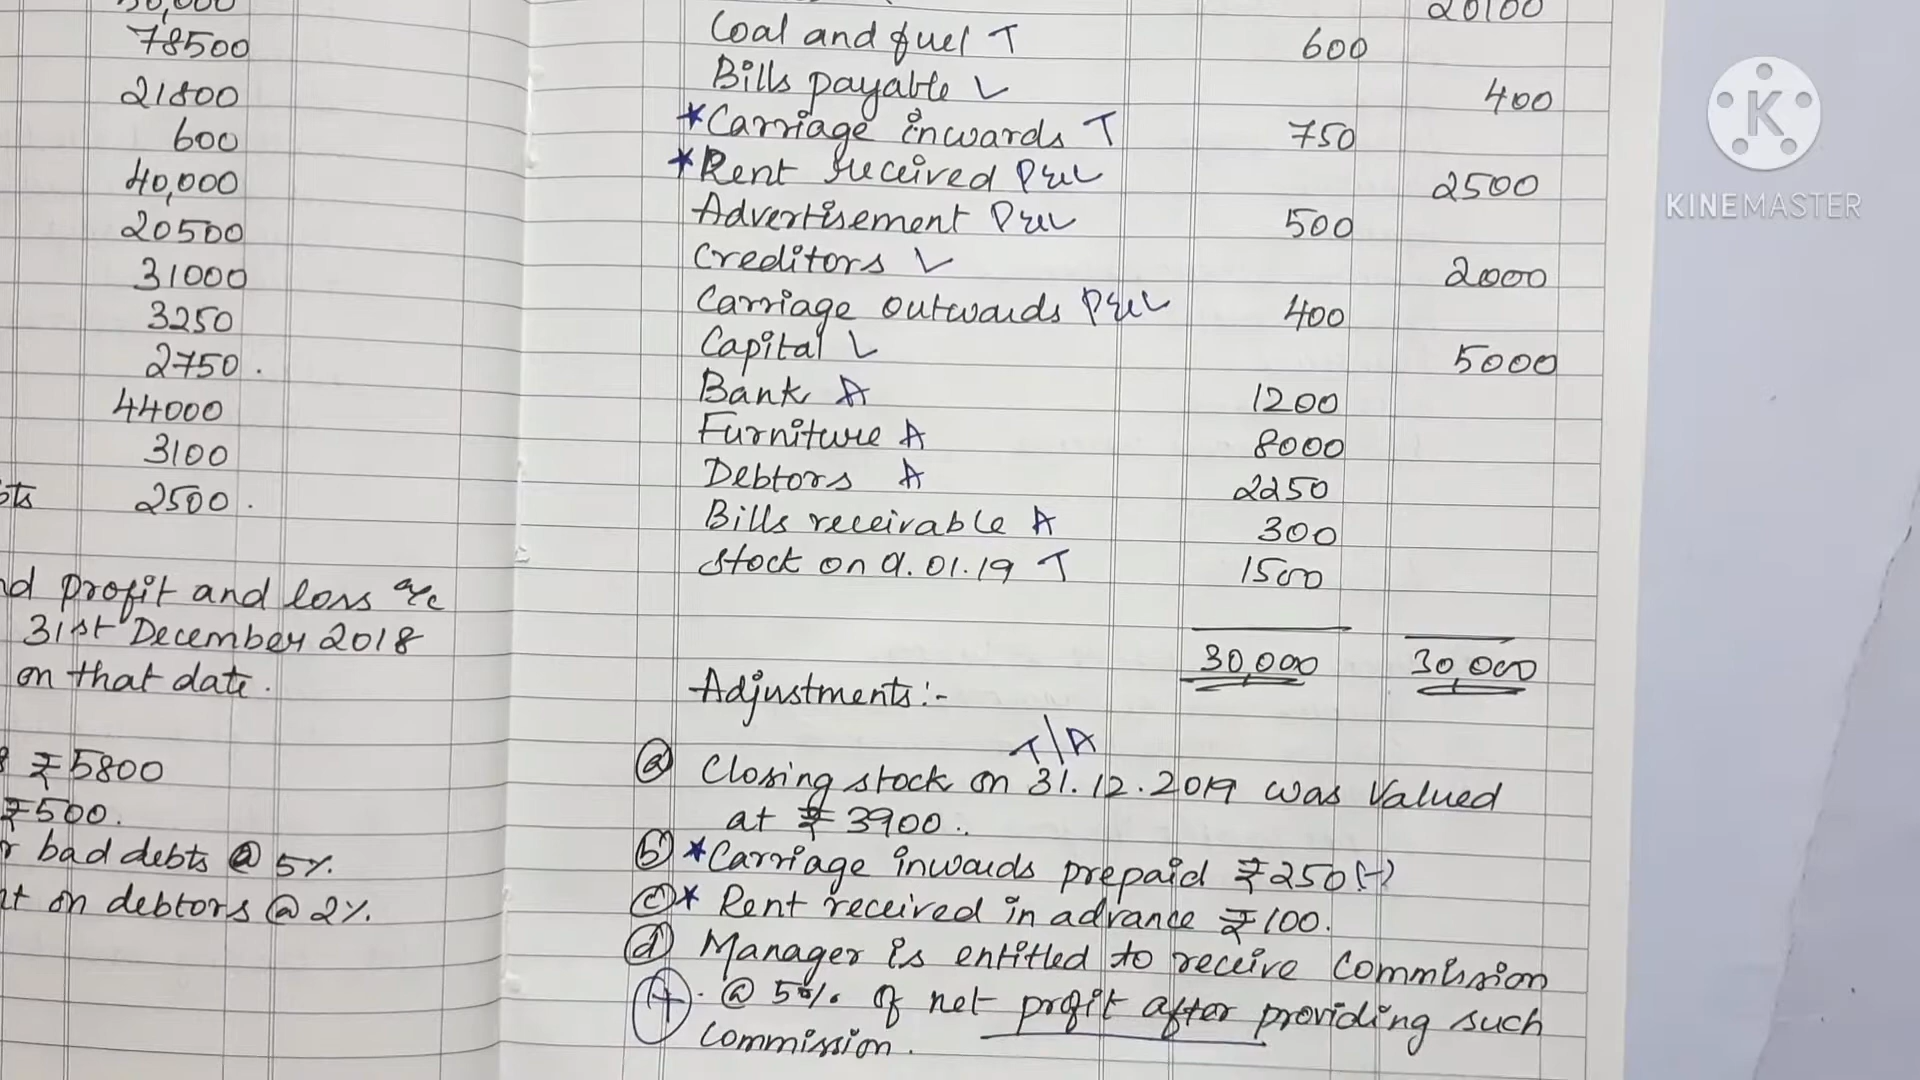 78500
21800
600
40,000
20500
31000
3250
2750.
44000
3100
2500.
profit and loss a/c
31st December 2018
on that date.
₹5800
₹500.
bad debts @ 5%.
on debtors @ 2%.
20100
Coal and fuel T 600
Bills payable L 400
*Carriage inwards T 750
*Rent received P&L 2500
Advertisement P&L 500
Creditors L 2000
Carriage outwards P&L 400
Capital L 5000
Bank A 1200
Furniture A 8000
Debtors A 2250
Bills receivable A 300
Stock on 01.01.19 T 1500
30,000 30,000
Adjustments:-
T/A
(a) Closing stock on 31.12.2019 was valued
at ₹ 3900.
(b) *Carriage inwards prepaid ₹250(-)
(c)* Rent received in advance ₹100.
(d) Manager is entitled to receive Commission
@ 5%. of net profit after providing such
Commission.
K
KINEMASTER